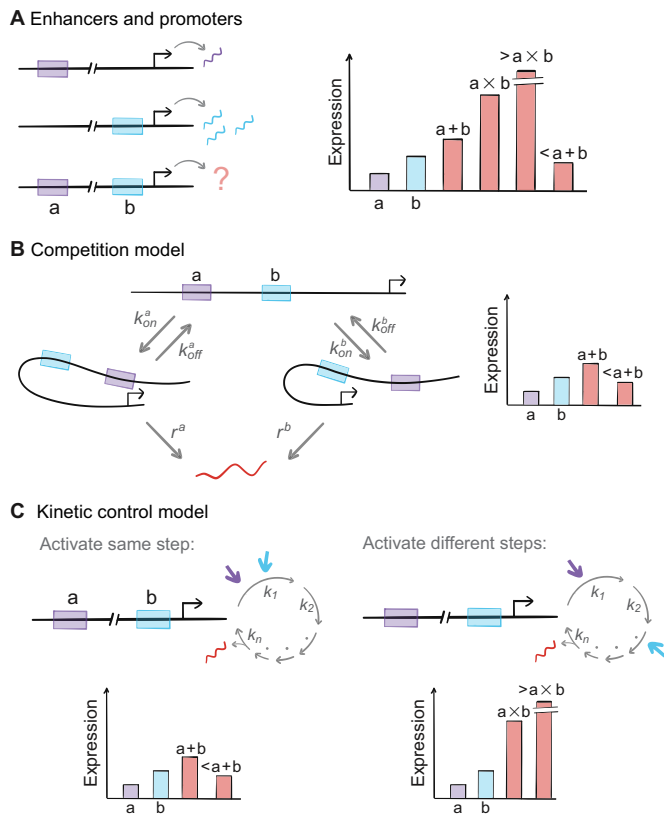 A Enhancers and promoters
?
a b
Expression
a
b
a+b
a×b
>a×b
<a+b
B Competition model
a b
k_on^a
k_off^a
k_on^b
k_off^b
r^a
r^b
Expression
a
b
a+b
<a+b
C Kinetic control model
Activate same step:
a b
k_1
k_2
k_n
Expression
a
b
a+b
<a+b
Activate different steps:
k_1
k_2
k_n
Expression
a
b
a×b
>a×b